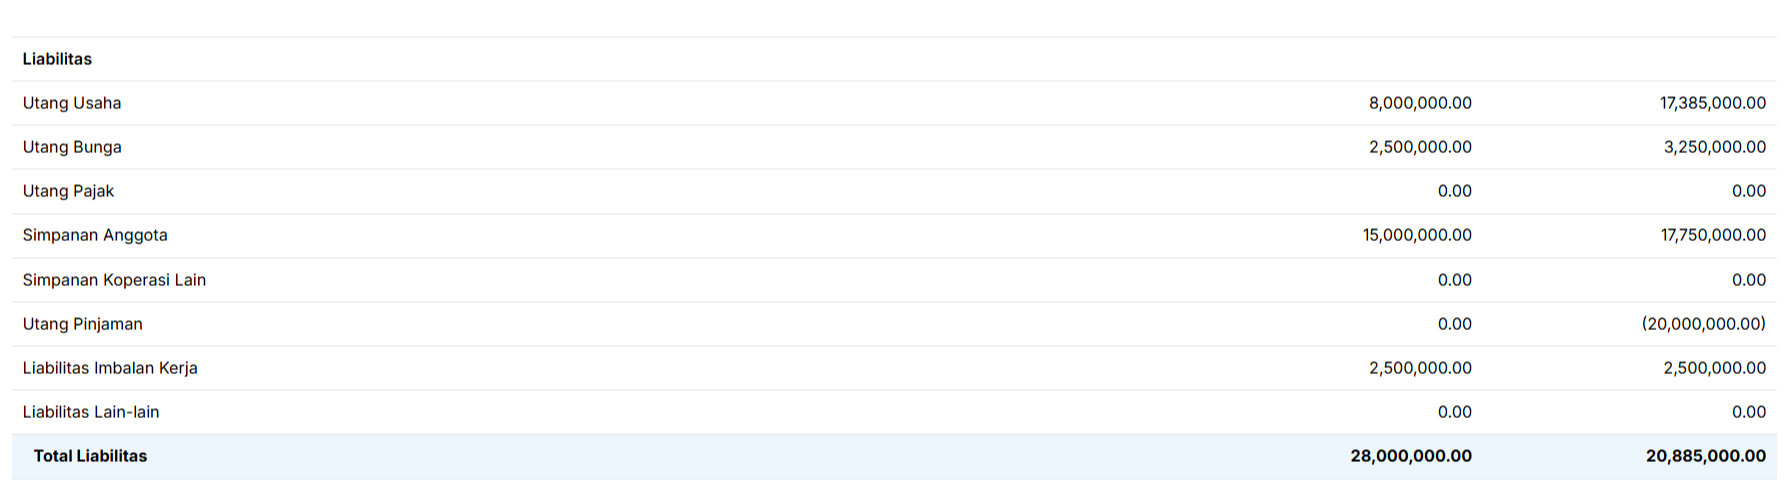 Liabilitas
Utang Usaha 8,000,000.00 17,385,000.00
Utang Bunga 2,500,000.00 3,250,000.00
Utang Pajak 0.00 0.00
Simpanan Anggota 15,000,000.00 17,750,000.00
Simpanan Koperasi Lain 0.00 0.00
Utang Pinjaman 0.00 (20,000,000.00)
Liabilitas Imbalan Kerja 2,500,000.00 2,500,000.00
Liabilitas Lain-lain 0.00 0.00
Total Liabilitas 28,000,000.00 20,885,000.00